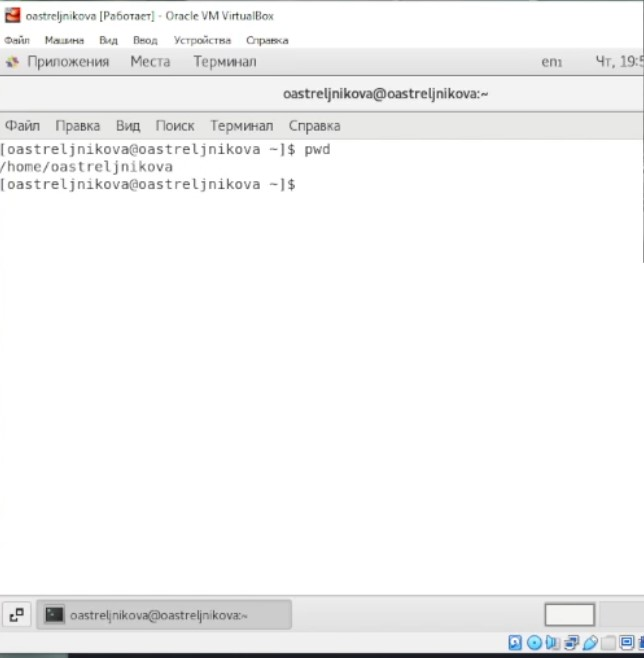 oastreljnikova [Работает] - Oracle VM VirtualBox
Файл Машина Вид Ввод Устройства Справка
Приложения Места Терминал en₁ Чт, 19:5
oastreljnikova@oastreljnikova:~
Файл Правка Вид Поиск Терминал Справка
[oastreljnikova@oastreljnikova ~]$ pwd
/home/oastreljnikova
[oastreljnikova@oastreljnikova ~]$
oastreljnikova@oastreljnikova:~